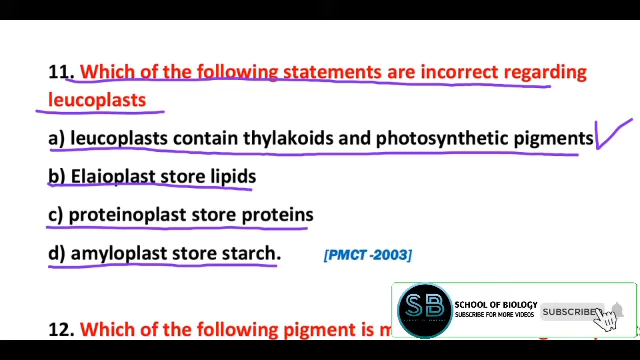 11. Which of the following statements are incorrect regarding
leucoplasts
a) leucoplasts contain thylakoids and photosynthetic pigments
b) Elaioplast store lipids
c) proteinoplast store proteins
d) amyloplast store starch. [PMCT -2003]
SB
SCHOOL OF BIOLOGY
SUBSCRIBE FOR MORE VIDEOS
SUBSCRIBE
12. Which of the following pigment is m